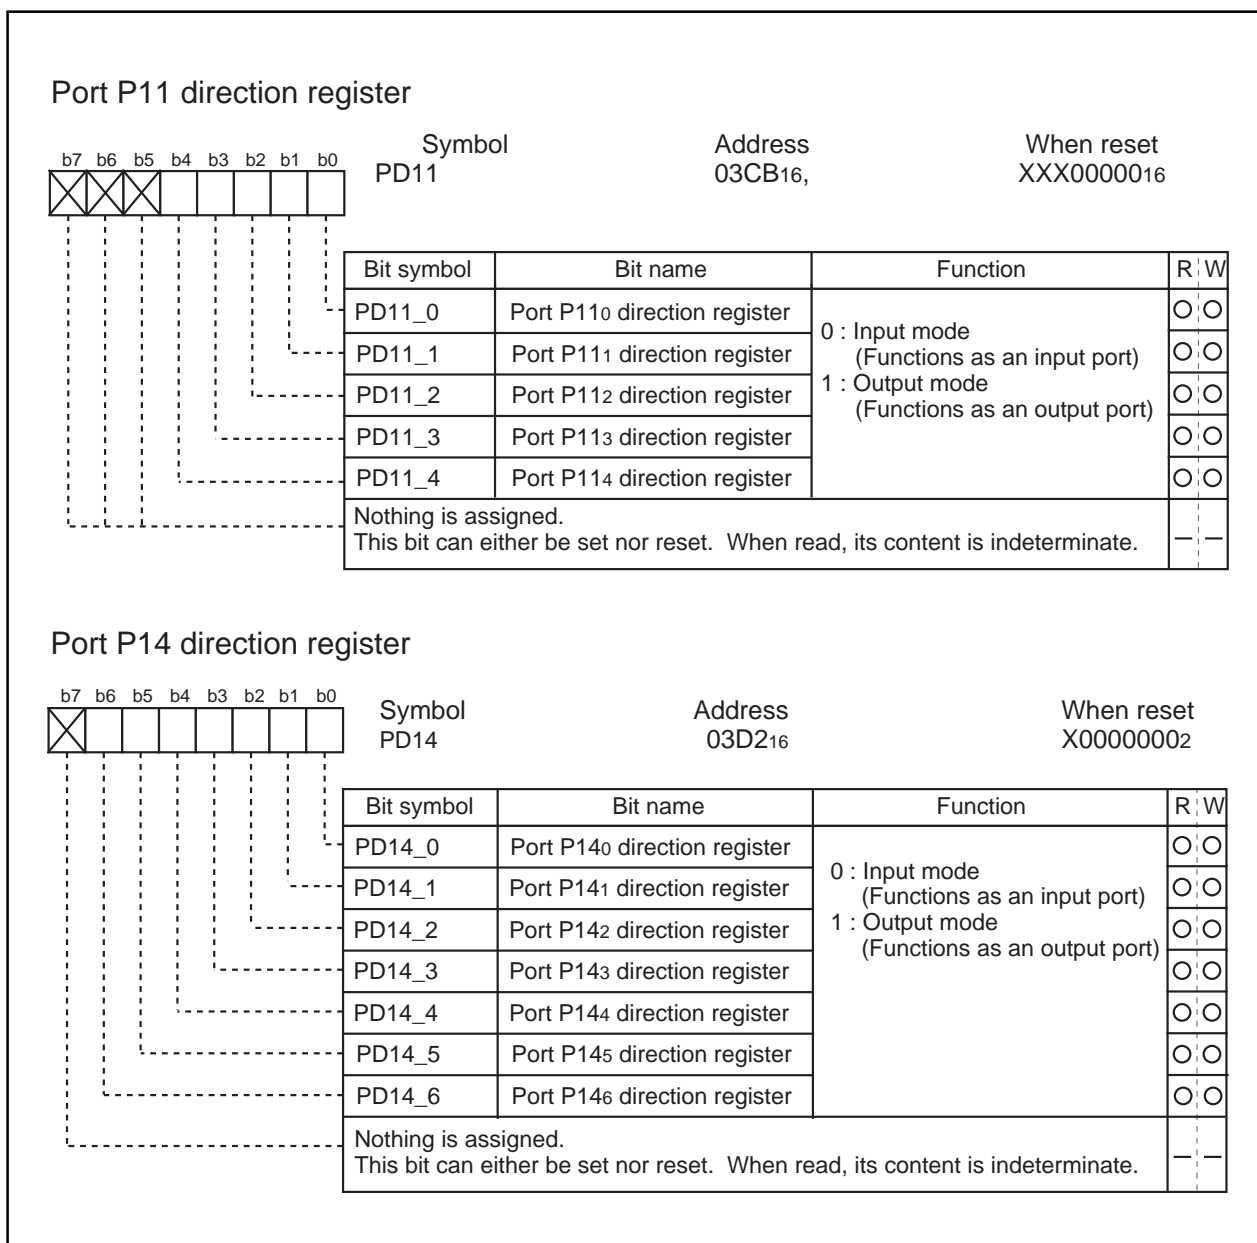 Port P11 direction register
Symbol Address When reset
b7 b6 b5 b4 b3 b2 b1 b0
PD11 03CB16, XXX0000016
Bit symbol Bit name Function R W
PD11_0 Port P110 direction register
0 : Input mode
(Functions as an input port)
PD11_1 Port P111 direction register
1 : Output mode
PD11_2 Port P112 direction register
(Functions as an output port)
PD11_3 Port P113 direction register
PD11_4 Port P114 direction register
Nothing is assigned.
This bit can either be set nor reset. When read, its content is indeterminate.
Port P14 direction register
b7 b6 b5 b4 b3 b2 b1 b0
Symbol Address When reset
PD14 03D216 X00000002
Bit symbol Bit name Function R W
PD14_0 Port P140 direction register
0 : Input mode
PD14_1 Port P141 direction register
(Functions as an input port)
1 : Output mode
PD14_2 Port P142 direction register
(Functions as an output port)
PD14_3 Port P143 direction register
PD14_4 Port P144 direction register
PD14_5 Port P145 direction register
PD14_6 Port P146 direction register
Nothing is assigned.
This bit can either be set nor reset. When read, its content is indeterminate.